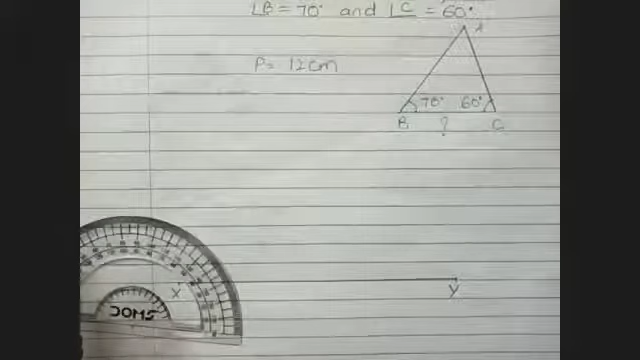 ∠B = 70° and ∠C = 60°.
P = 12cm
A
70° 60°
B ? C
X Y
DOMS